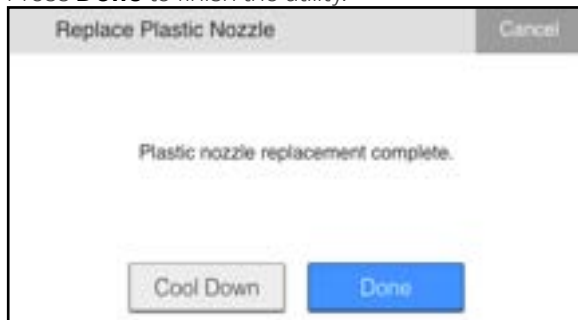 Press Done to finish the utility.
Replace Plastic Nozzle
Cancel
Plastic nozzle replacement complete.
Cool Down
Done